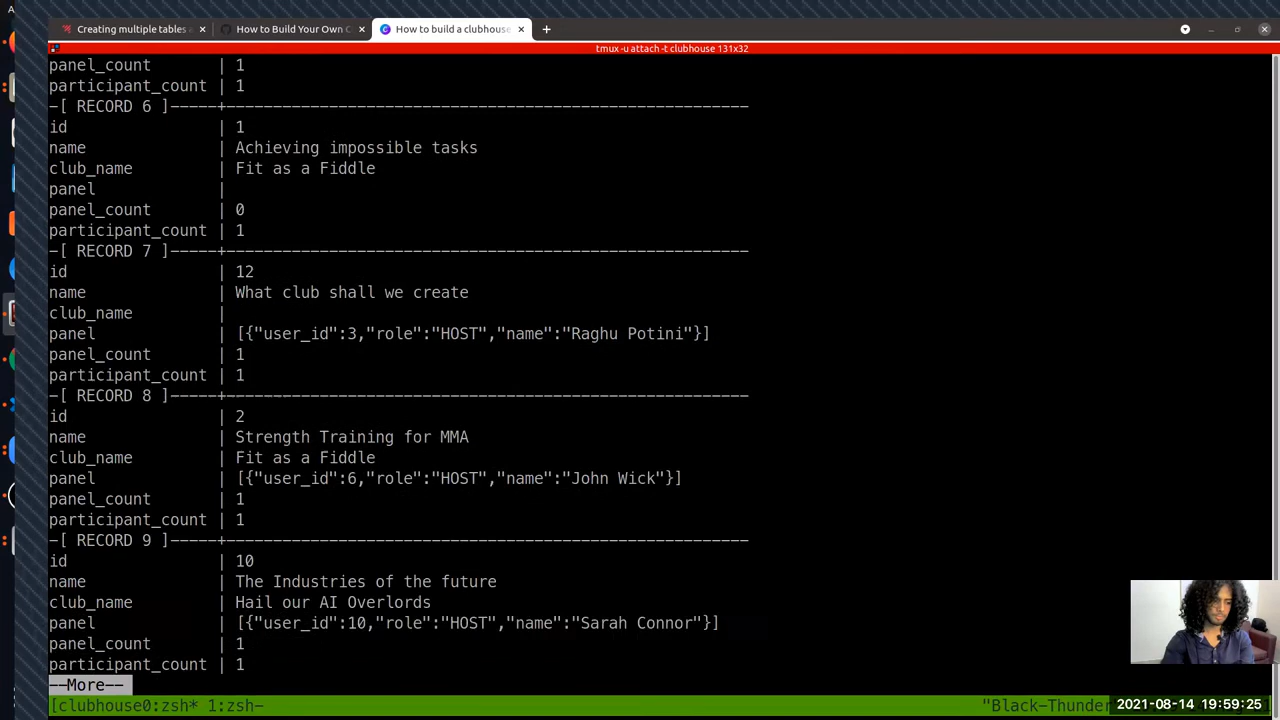 Creating multiple tables
How to Build Your Own C
How to build a clubhouse
tmux -u attach -t clubhouse 131x32
panel_count | 1
participant_count | 1
-[ RECORD 6 ]-----+--------------------------------------------------------
id | 1
name | Achieving impossible tasks
club_name | Fit as a Fiddle
panel |
panel_count | 0
participant_count | 1
-[ RECORD 7 ]-----+--------------------------------------------------------
id | 12
name | What club shall we create
club_name |
panel | [{"user_id":3,"role":"HOST","name":"Raghu Potini"}]
panel_count | 1
participant_count | 1
-[ RECORD 8 ]-----+--------------------------------------------------------
id | 2
name | Strength Training for MMA
club_name | Fit as a Fiddle
panel | [{"user_id":6,"role":"HOST","name":"John Wick"}]
panel_count | 1
participant_count | 1
-[ RECORD 9 ]-----+--------------------------------------------------------
id | 10
name | The Industries of the future
club_name | Hail our AI Overlords
panel | [{"user_id":10,"role":"HOST","name":"Sarah Connor"}]
panel_count | 1
participant_count | 1
--More--
[clubhouse0:zsh* 1:zsh- "Black-Thunder 2021-08-14 19:59:25